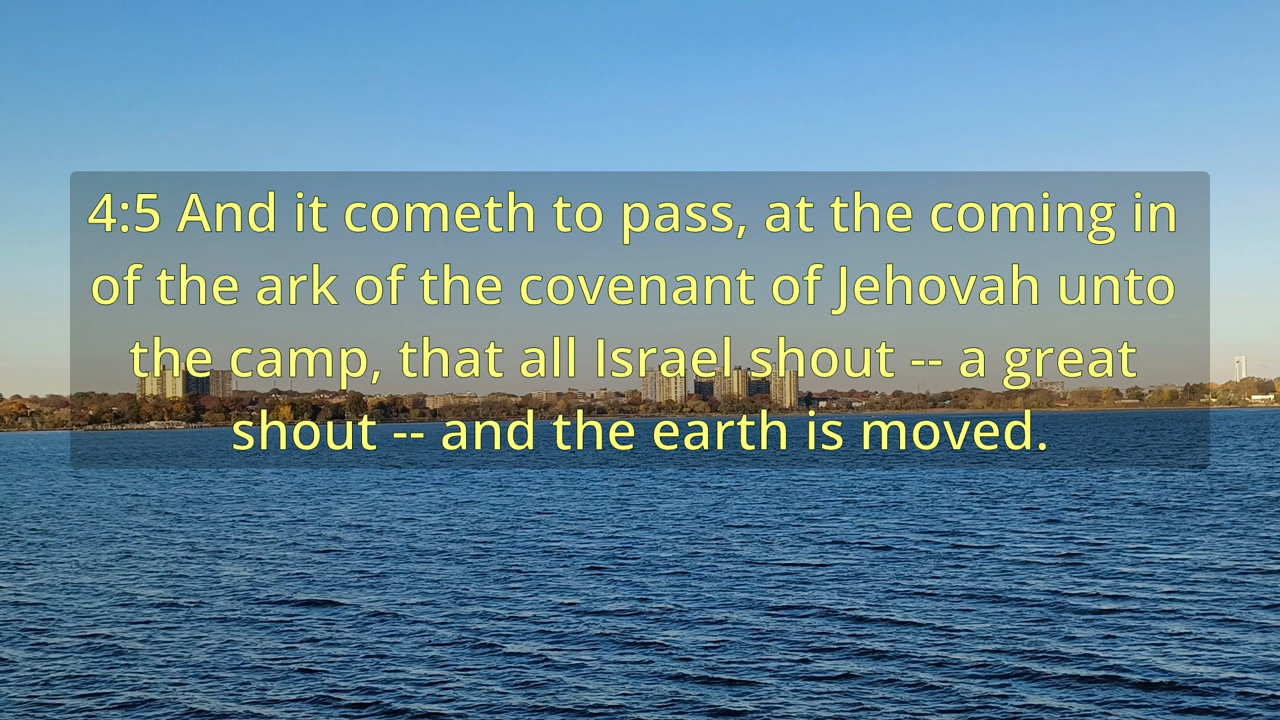 4:5 And it cometh to pass, at the coming in
of the ark of the covenant of Jehovah unto
the camp, that all Israel shout -- a great
shout -- and the earth is moved.